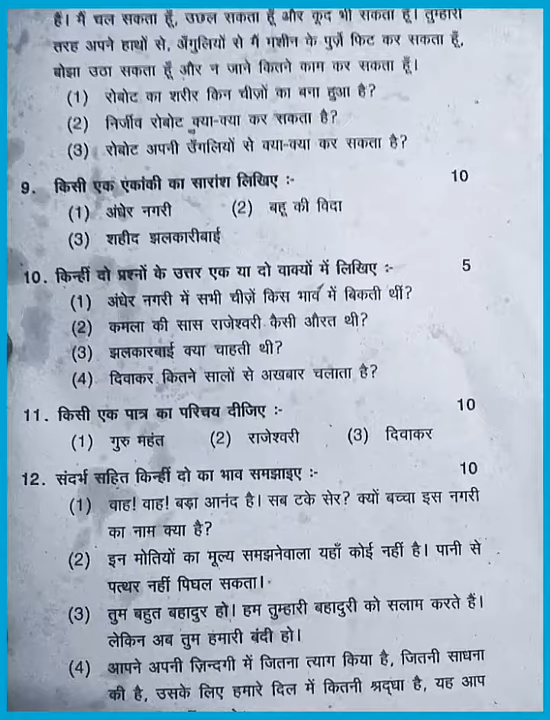 हैं। मैं चल सकता हूँ, उछल सकता हूँ और कूद भी सकता हूँ। तुम्हारी
तरह अपने हाथों से, अँगुलियों से मैं मशीन के पुर्ज़े फिट कर सकता हूँ,
बोझा उठा सकता हूँ और न जाने कितने काम कर सकता हूँ।
(1) रोबोट का शरीर किन चीज़ों का बना हुआ है?
(2) निर्जीव रोबोट क्या-क्या कर सकता है?
(3) रोबोट अपनी उँगलियों से क्या-क्या कर सकता है?
9. किसी एक एकांकी का सारांश लिखिए :- 10
(1) अंधेर नगरी (2) बहू की विदा
(3) शहीद झलकारीबाई
10. किन्हीं दो प्रश्नों के उत्तर एक या दो वाक्यों में लिखिए :- 5
(1) अंधेर नगरी में सभी चीज़ें किस भाव में बिकती थीं?
(2) कमला की सास राजेश्वरी कैसी औरत थी?
(3) झलकारबाई क्या चाहती थी?
(4) दिवाकर कितने सालों से अखबार चलाता है?
11. किसी एक पात्र का परिचय दीजिए :- 10
(1) गुरु महंत (2) राजेश्वरी (3) दिवाकर
12. संदर्भ सहित किन्हीं दो का भाव समझाइए :- 10
(1) वाह! वाह! बड़ा आनंद है। सब टके सेर? क्यों बच्चा इस नगरी
का नाम क्या है?
(2) इन मोतियों का मूल्य समझनेवाला यहाँ कोई नहीं है। पानी से
पत्थर नहीं पिघल सकता।
(3) तुम बहुत बहादुर हो। हम तुम्हारी बहादुरी को सलाम करते हैं।
लेकिन अब तुम हमारी बंदी हो।
(4) आपने अपनी ज़िन्दगी में जितना त्याग किया है, जितनी साधना
की है, उसके लिए हमारे दिल में कितनी श्रद्धा है, यह आप